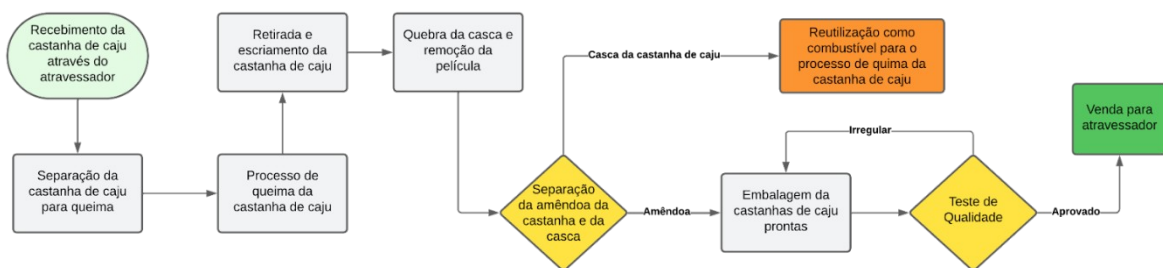 Recebimento da
castanha de caju
através do
atravessador
Separação da
castanha de caju
para queima
Processo de
queima da
castanha de caju
Retirada e
escriamento da
castanha de caju
Quebra da casca e
remoção da
película
Separação
da amêndoa da
castanha e da
casca
Casca da castanha de caju
Reutilização como
combustível para o
processo de quima da
castanha de caju
Amêndoa
Embalagem da
castanhas de caju
prontas
Irregular
Teste de
Qualidade
Aprovado
Venda para
atravessador